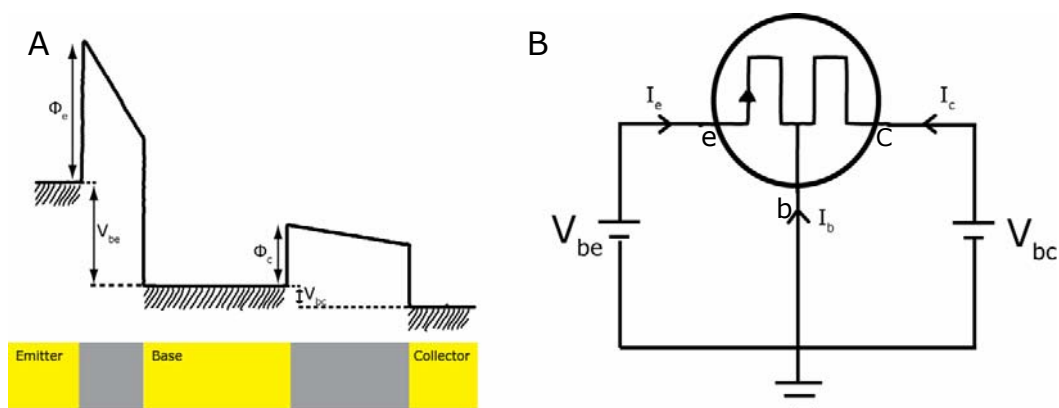 A
Φe
Vbe
Φc
Vbc
Emitter
Base
Collector
B
Ie
Ic
e
C
b
Ib
Vbe
Vbc